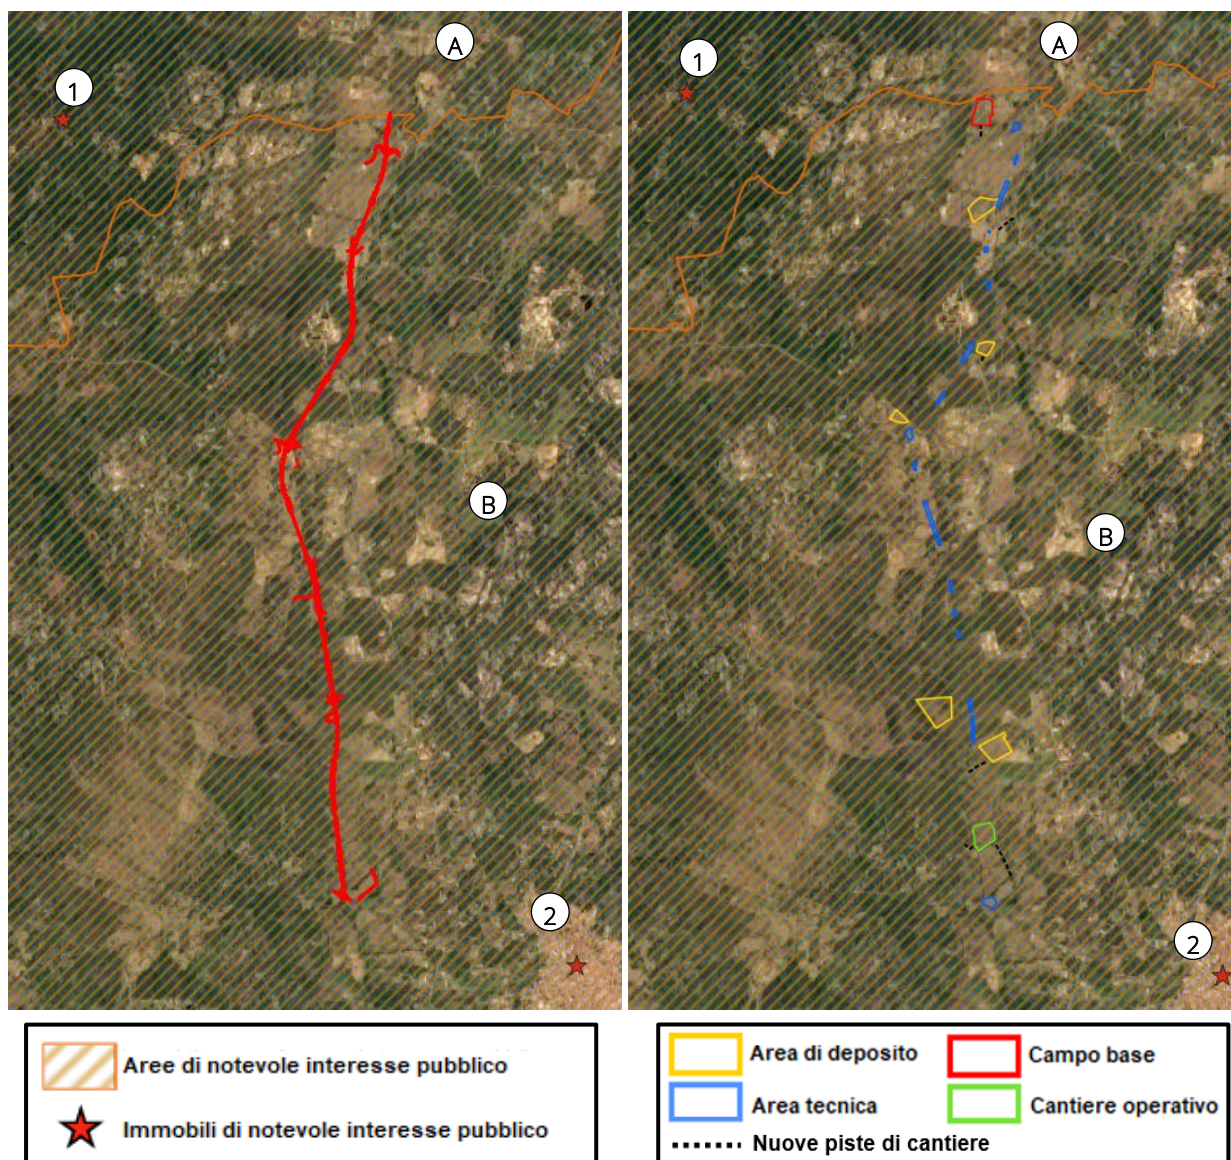 A
1
B
2
A
1
B
2
Aree di notevole interesse pubblico
Immobili di notevole interesse pubblico
Area di deposito
Campo base
Area tecnica
Cantiere operativo
Nuove piste di cantiere